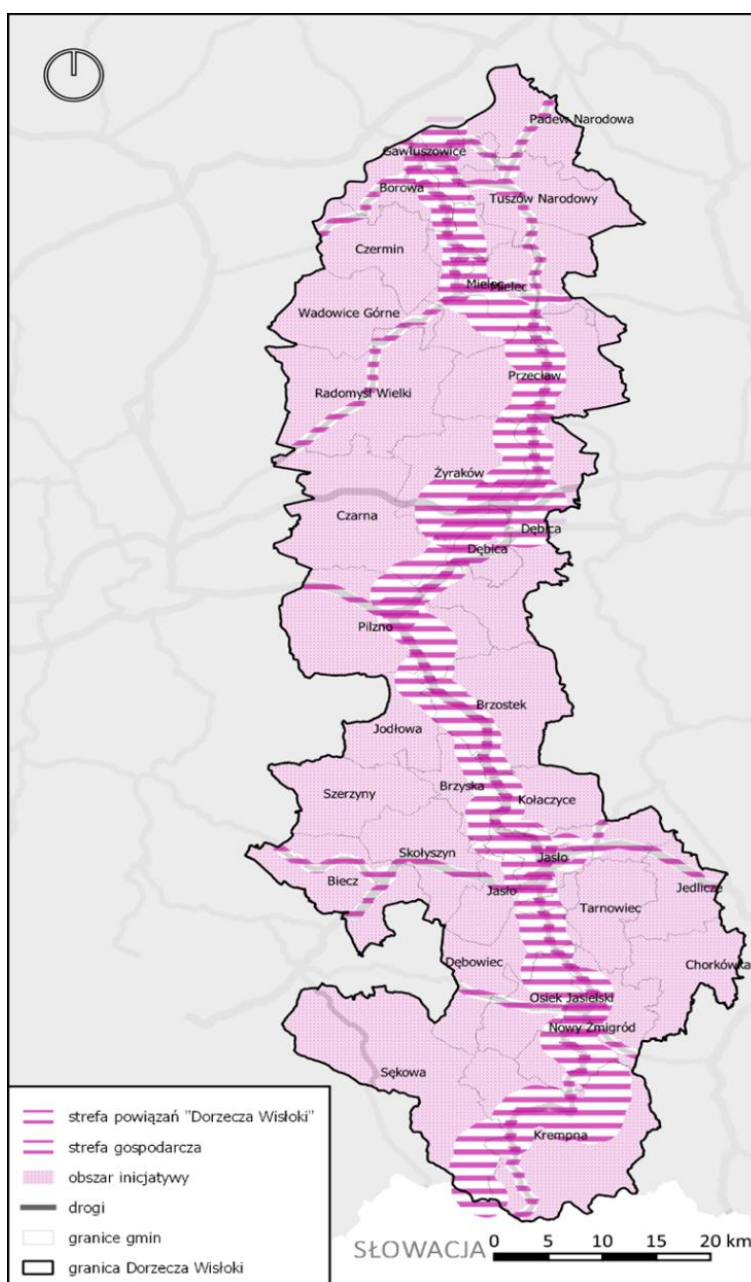 Padew Narodowa
Gawłuszowice
Borowa
Tuszów Narodowy
Czermin
Mielec
Mielec
Wadowice Górne
Przecław
Radomyśl Wielki
Żyraków
Czarna
Dębica
Dębica
Pilzno
Brzostek
Jodłowa
Brzyska
Szerzyny
Kołaczyce
Skołyszyn
Jasło
Biecz
Jasło
Jedlicze
Tarnowiec
Dębowiec
Chorkówka
Osiek Jasielski
Nowy Żmigród
Sękowa
Krempna
strefa powiązań "Dorzecza Wisłoki"
strefa gospodarcza
obszar inicjatywy
drogi
granice gmin
granica Dorzecza Wisłoki
SŁOWACJA
0 5 10 15 20 km